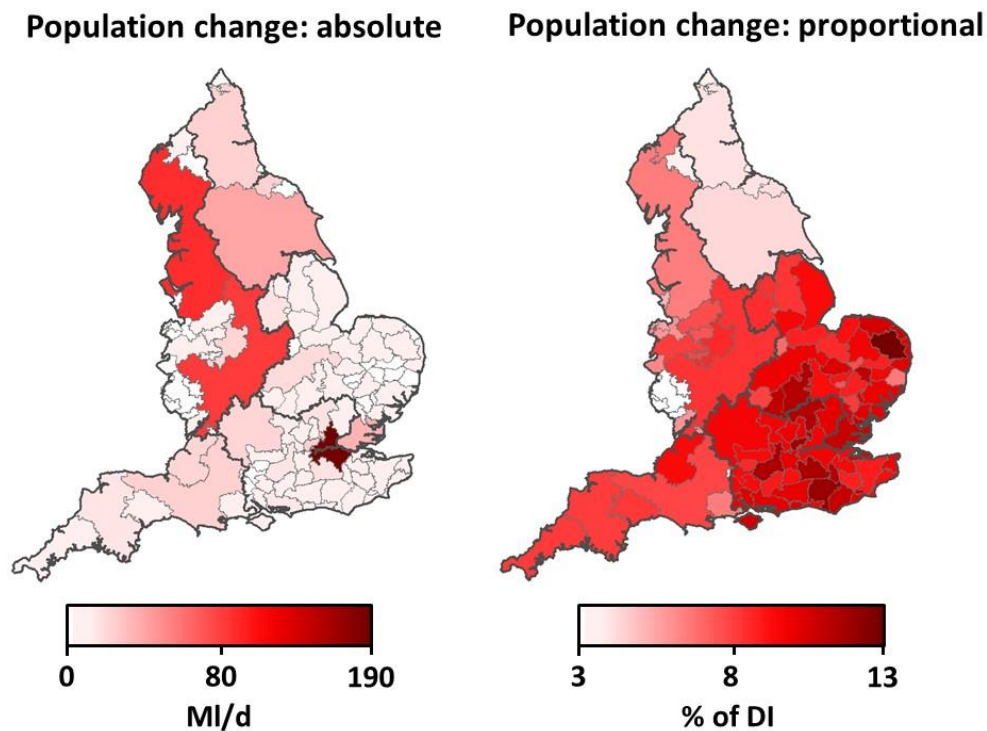 Population change: absolute
Population change: proportional
0 80 190
Ml/d
3 8 13
% of DI